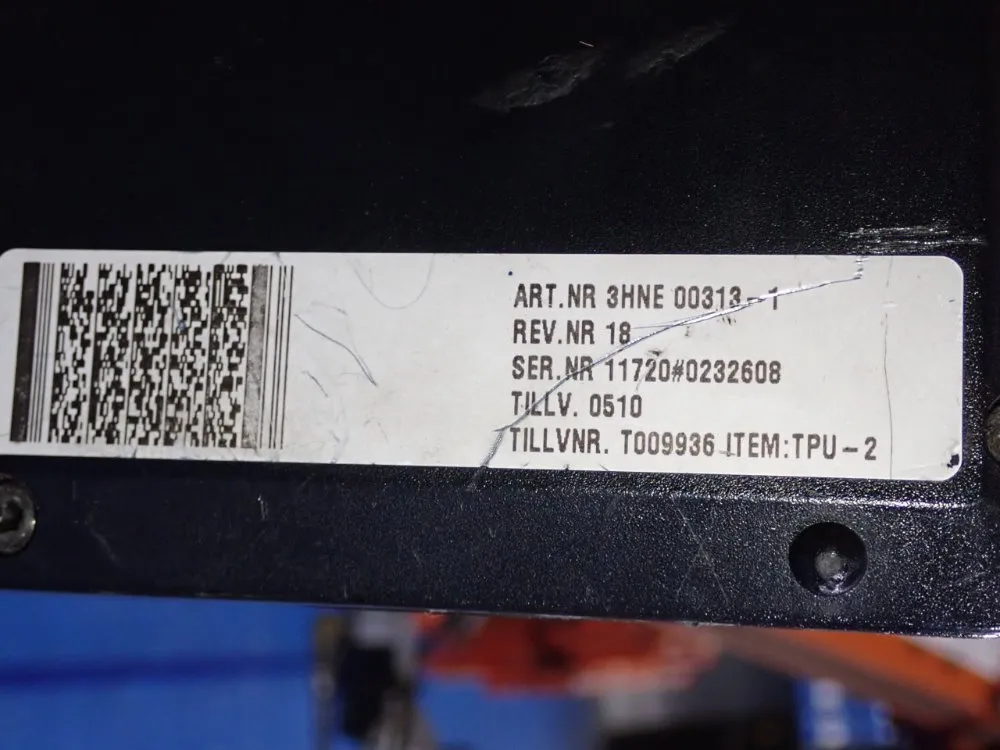 ART.NR 3HNE 00313-1
REV.NR 18
SER.NR 11720#0232608
TILLV. 0510
TILLVNR. T009936 ITEM:TPU-2